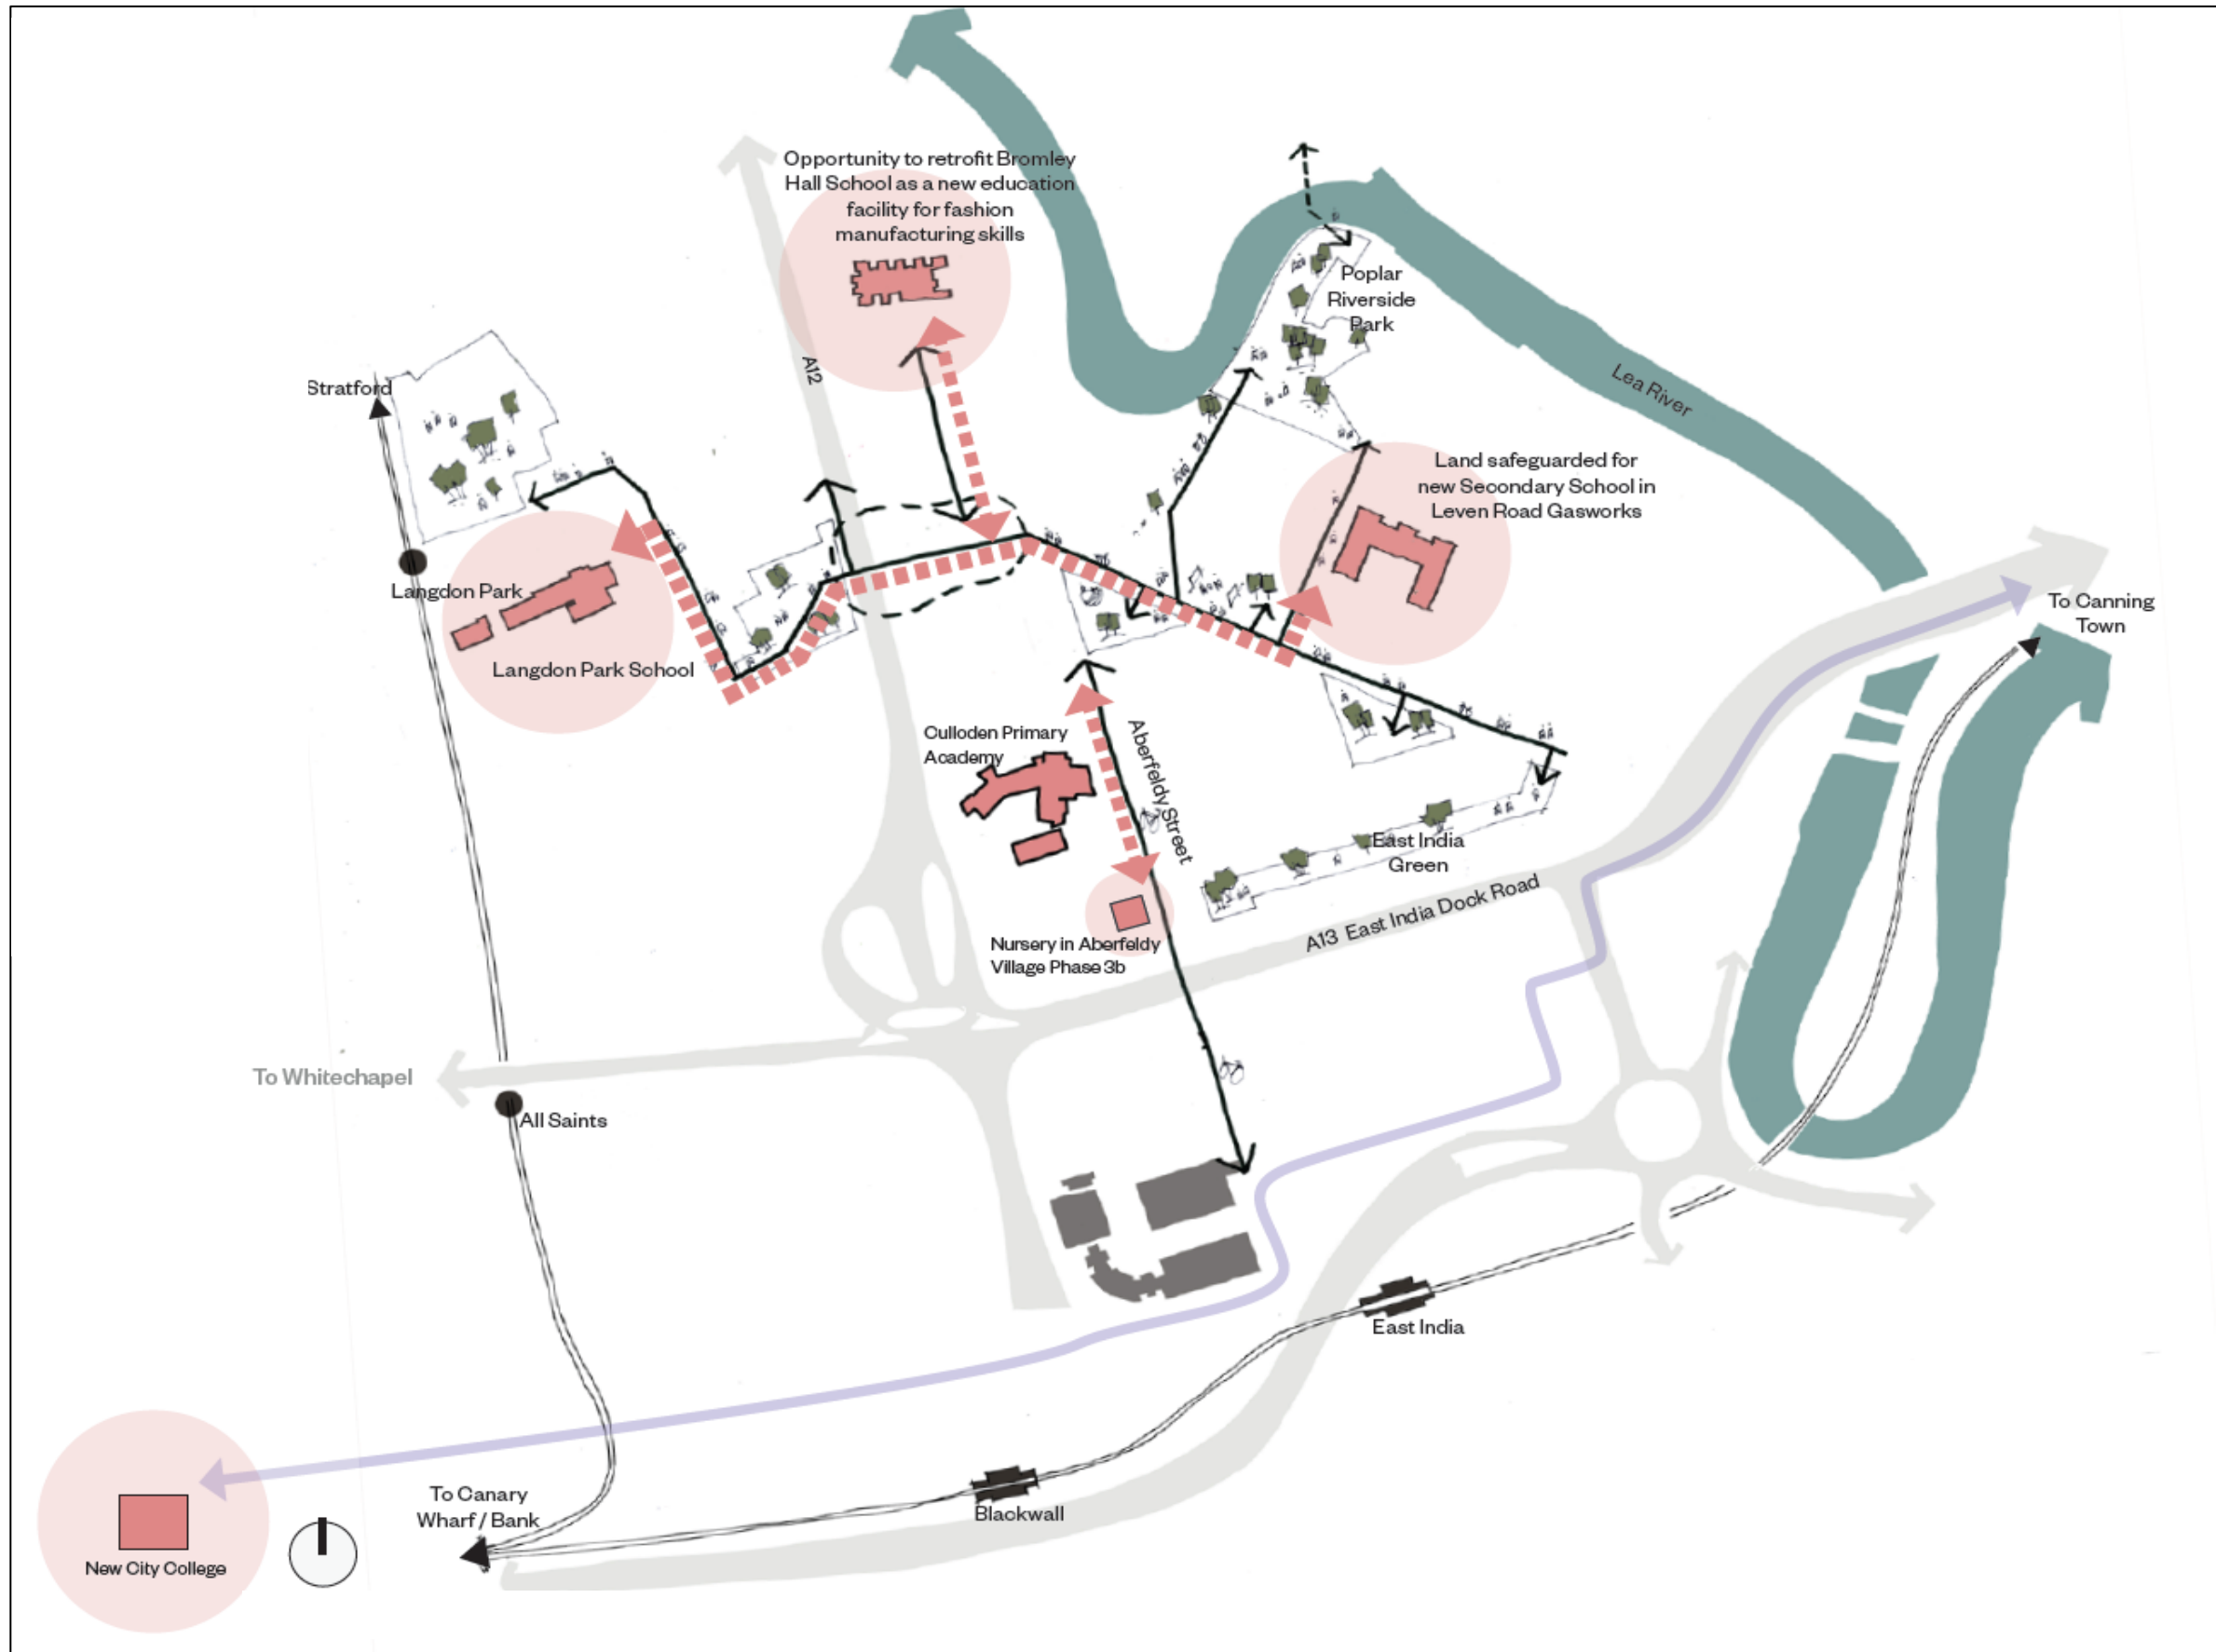 Opportunity to retrofit Bromley
Hall School as a new education
facility for fashion
manufacturing skills
Poplar
Riverside
Park
A12
Stratford
Lea River
Land safeguarded for
new Secondary School in
Leven Road Gasworks
Langdon Park
To Canning
Town
Langdon Park School
Culloden Primary
Academy
Aberfeldy Street
East India
Green
A13 East India Dock Road
Nursery in Aberfeldy
Village Phase 3b
To Whitechapel
All Saints
East India
To Canary
Wharf / Bank
Blackwall
New City College